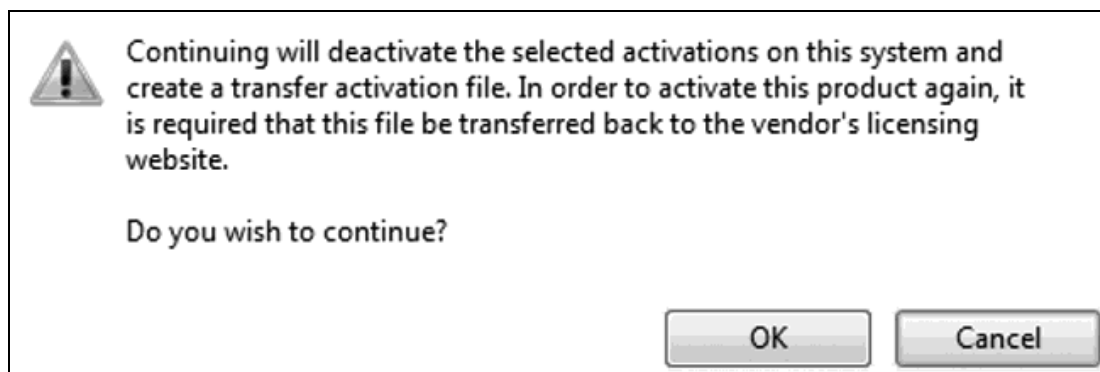 Continuing will deactivate the selected activations on this system and
create a transfer activation file. In order to activate this product again, it
is required that this file be transferred back to the vendor's licensing
website.
Do you wish to continue?
OK
Cancel